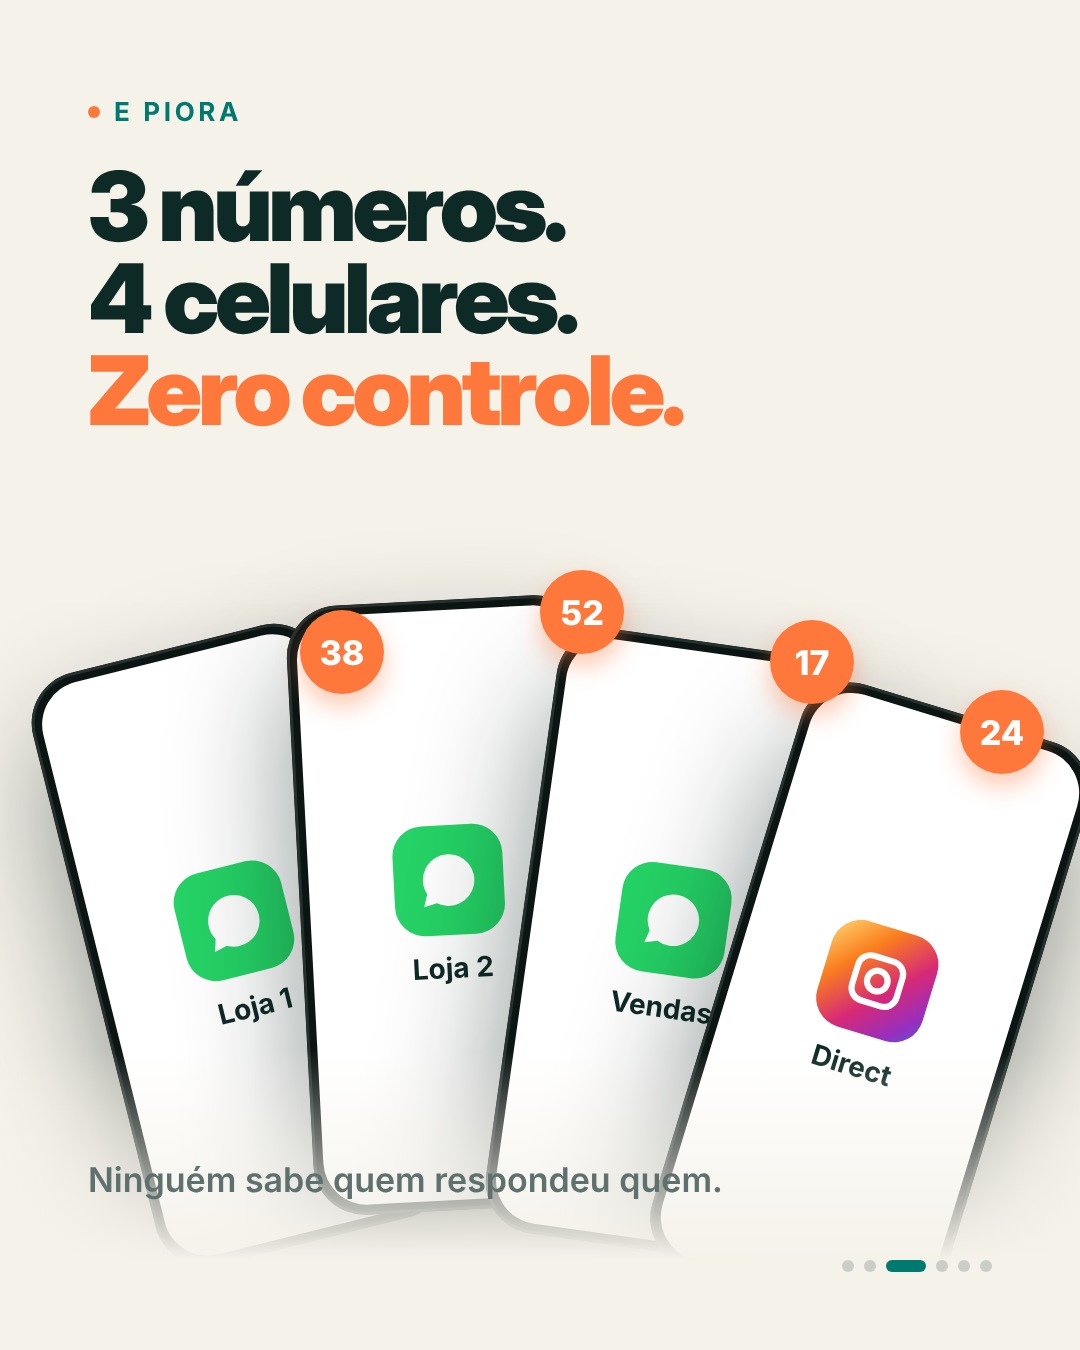 E PIORA
3 números.
4 celulares.
Zero controle.
38
52
17
24
Loja 1
Loja 2
Vendas
Direct
Ninguém sabe quem respondeu quem.